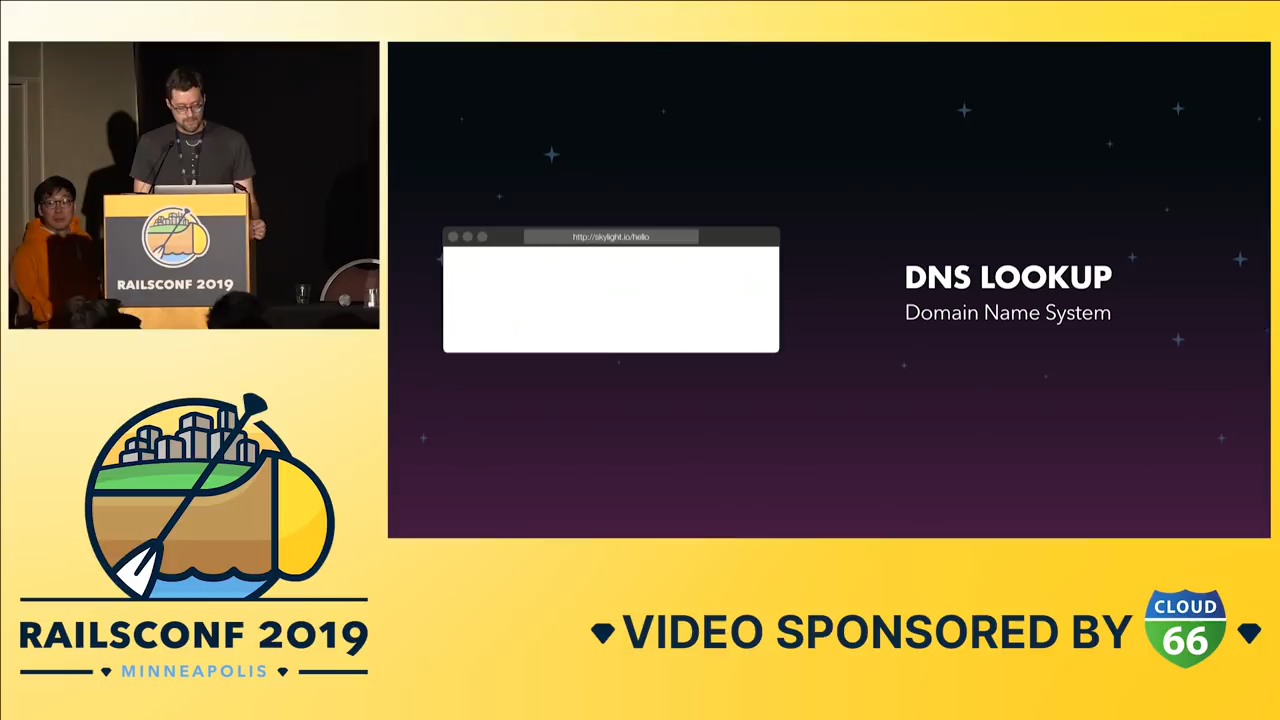 RAILSCONF 2019
http://skylight.io/hello
DNS LOOKUP
Domain Name System
RAILSCONF 2019
MINNEAPOLIS
VIDEO SPONSORED BY
CLOUD
66